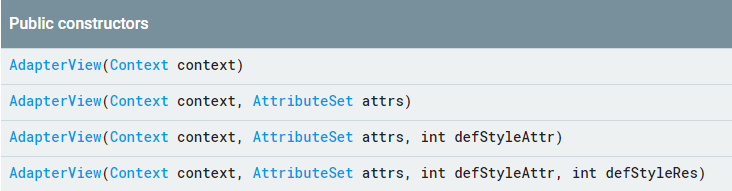 Public constructors
AdapterView(Context context)
AdapterView(Context context, AttributeSet attrs)
AdapterView(Context context, AttributeSet attrs, int defStyleAttr)
AdapterView(Context context, AttributeSet attrs, int defStyleAttr, int defStyleRes)